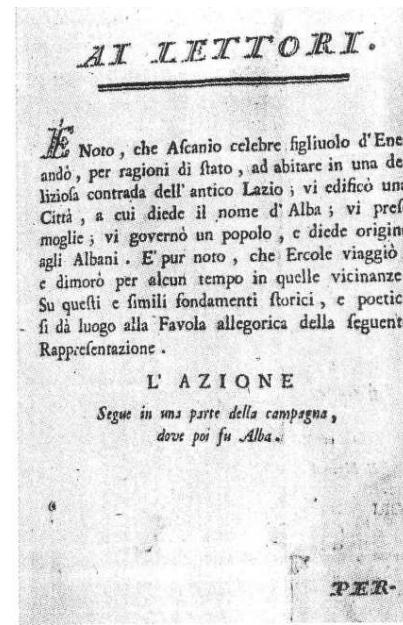 AI LETTORI.
É Noto, che Aſcanio celebre figliuolo d'Ene
andò, per ragioni di ſtato, ad abitare in una de
lizioſa contrada dell' antico Lazio; vi edificò una
Città, a cui diede il nome d'Alba; vi preſ
moglie; vi governò un popolo, e diede origin
agli Albani. E' pur noto, che Ercole viaggiò
e dimorò per alcun tempo in quelle vicinanze
Su queſti e ſimili fondamenti ſtorici, e poetic
ſi dà luogo alla Favola allegorica della ſeguent
Rappreſentazione.
L' AZIONE
Segue in una parte della campagna,
dove poi fu Alba.
PER-